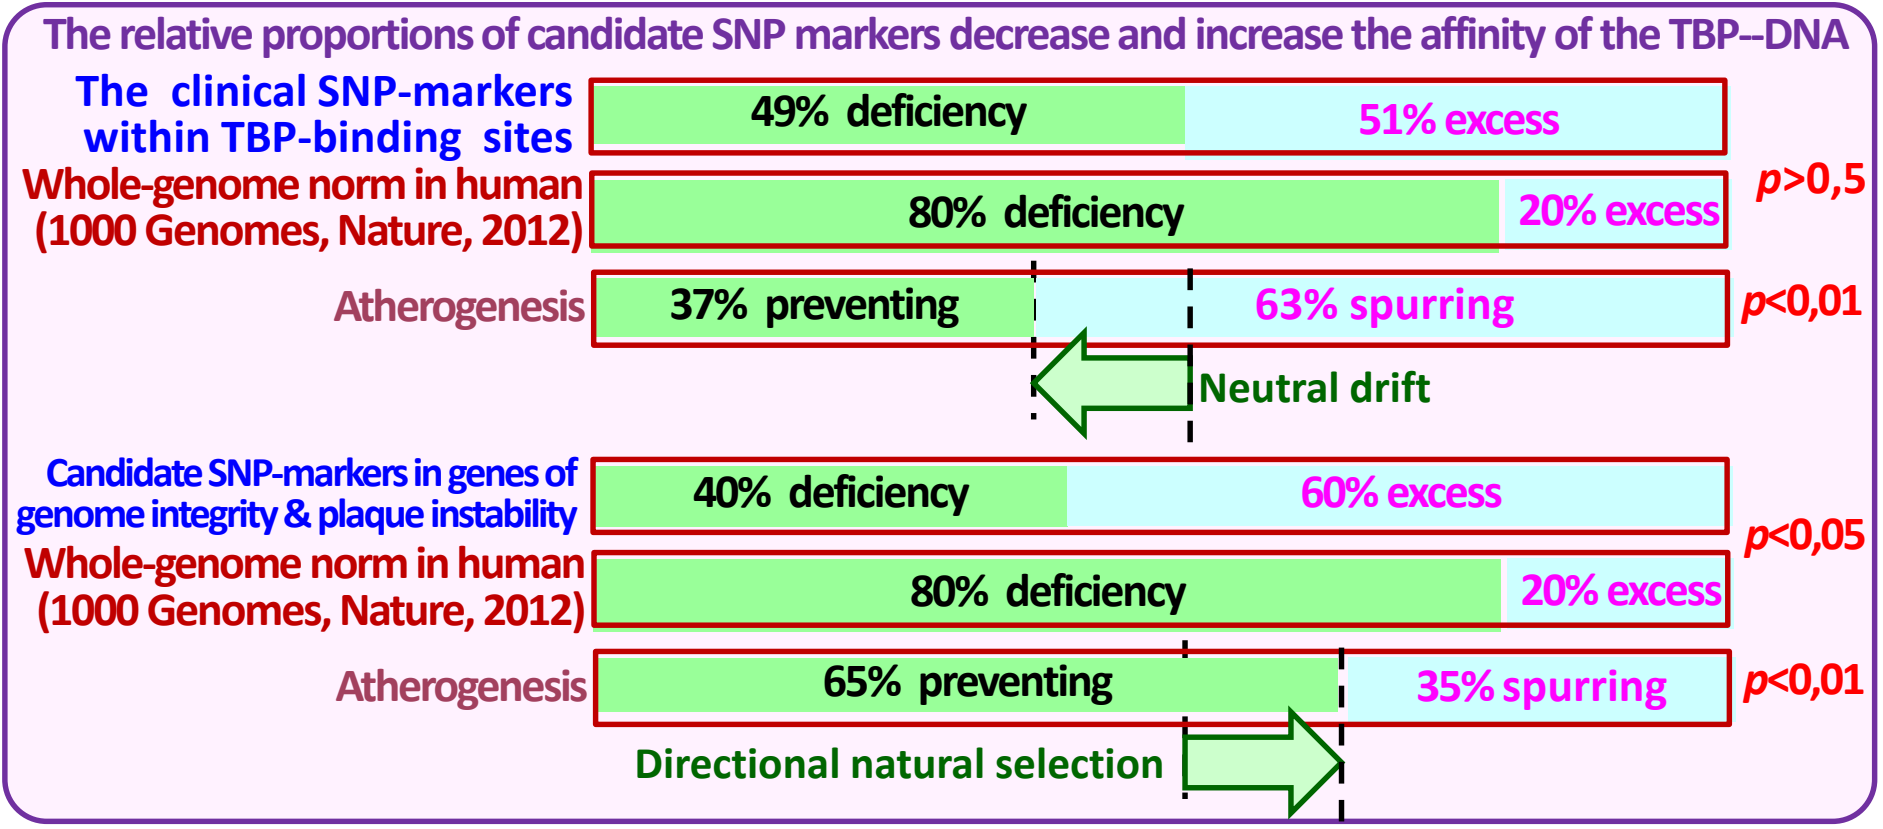 The relative proportions of candidate SNP markers decrease and increase the affinity of the TBP--DNA
The clinical SNP-markers
within TBP-binding sites
49% deficiency
51% excess
Whole-genome norm in human
(1000 Genomes, Nature, 2012)
80% deficiency
20% excess
p>0,5
Atherogenesis
37% preventing
63% spurring
p<0,01
Neutral drift
Candidate SNP-markers in genes of
genome integrity & plaque instability
40% deficiency
60% excess
p<0,05
Whole-genome norm in human
(1000 Genomes, Nature, 2012)
80% deficiency
20% excess
Atherogenesis
65% preventing
35% spurring
p<0,01
Directional natural selection